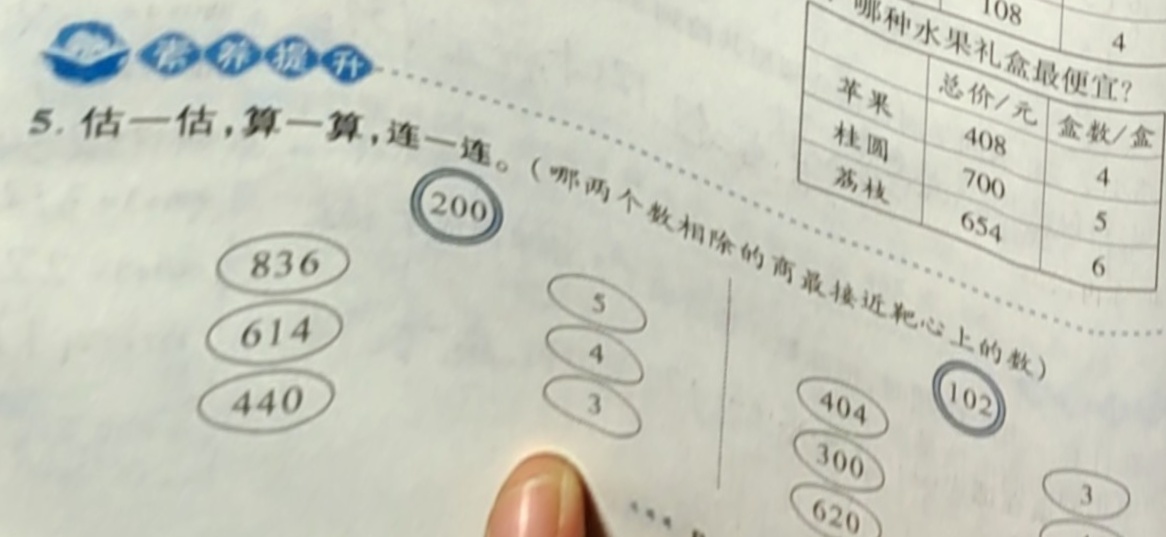 素养提升
5. 估一估,算一算,连一连。(哪两个数相除的商最接近靶心上的数)
200
836 5
614 4
440 3
102
404 3
300
620
108 4
哪种水果礼盒最便宜?
总价/元 盒数/盒
苹果 408 4
桂圆 700 5
荔枝 654 6